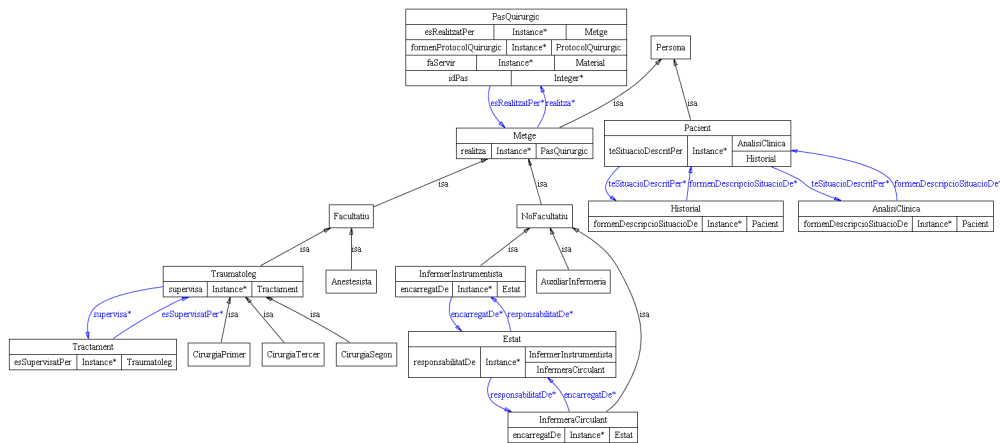 PasQuirurgic
esRealitzatPer Instance* Metge
formenProtocolQuirurgic Instance* ProtocolQuirurgic
faServir Instance* Material
idPas Integer*
Persona
esRealitzatPer* realitza* isa isa
Metge
realitza Instance* PasQuirurgic
Pacient
teSituacioDescritPer Instance* AnalisiClinica
Historial
isa isa
teSituacioDescritPer* formenDescripcioSituacioDe* teSituacioDescritPer* formenDescripcioSituacioDe*
Facultatiu
NoFacultatiu
Historial
formenDescripcioSituacioDe Instance* Pacient
AnalisiClinica
formenDescripcioSituacioDe Instance* Pacient
isa isa isa isa
Traumatoleg
supervisa Instance* Tractament
Anestesista
InfermerInstrumentista
encarregatDe Instance* Estat
AuxiliarInfermeria
supervisa* esSupervisatPer* isa isa isa
encarregatDe* responsabilitatDe* isa
Tractament
esSupervisatPer Instance* Traumatoleg
CirurgiaPrimer
CirurgiaTercer
CirurgiaSegon
Estat
responsabilitatDe Instance* InfermerInstrumentista
InfermeraCirculant
responsabilitatDe* encarregatDe*
InfermeraCirculant
encarregatDe Instance* Estat